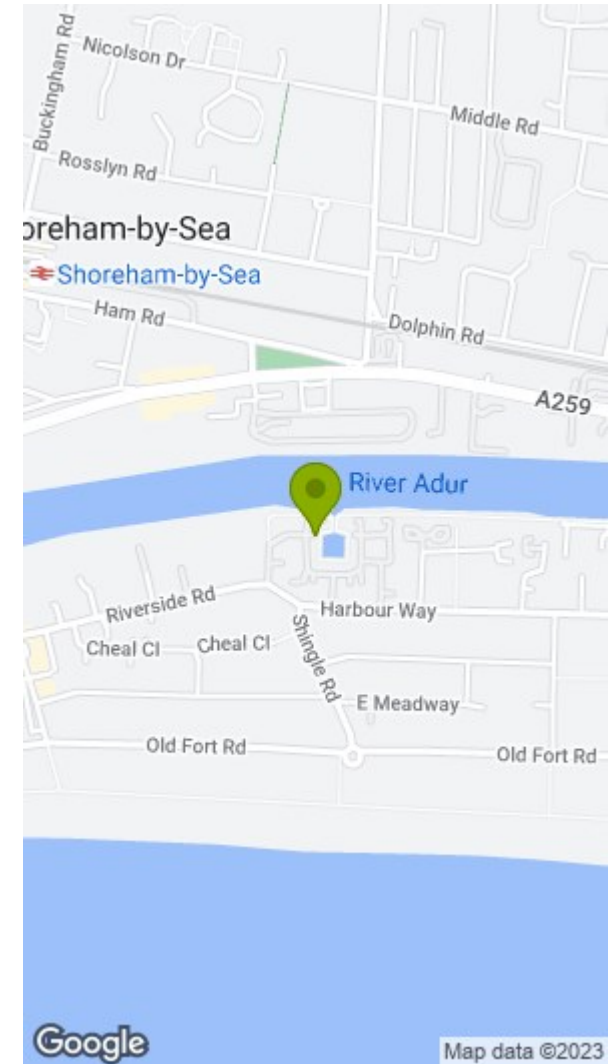 Buckingham Rd
Nicolson Dr
Middle Rd
Rosslyn Rd
oreham-by-Sea
Shoreham-by-Sea
Ham Rd
Dolphin Rd
A259
River Adur
Riverside Rd
Harbour Way
Cheal Cl
Cheal Cl
Shingle Rd
E Meadway
Old Fort Rd
Old Fort Rd
Google
Map data ©2023